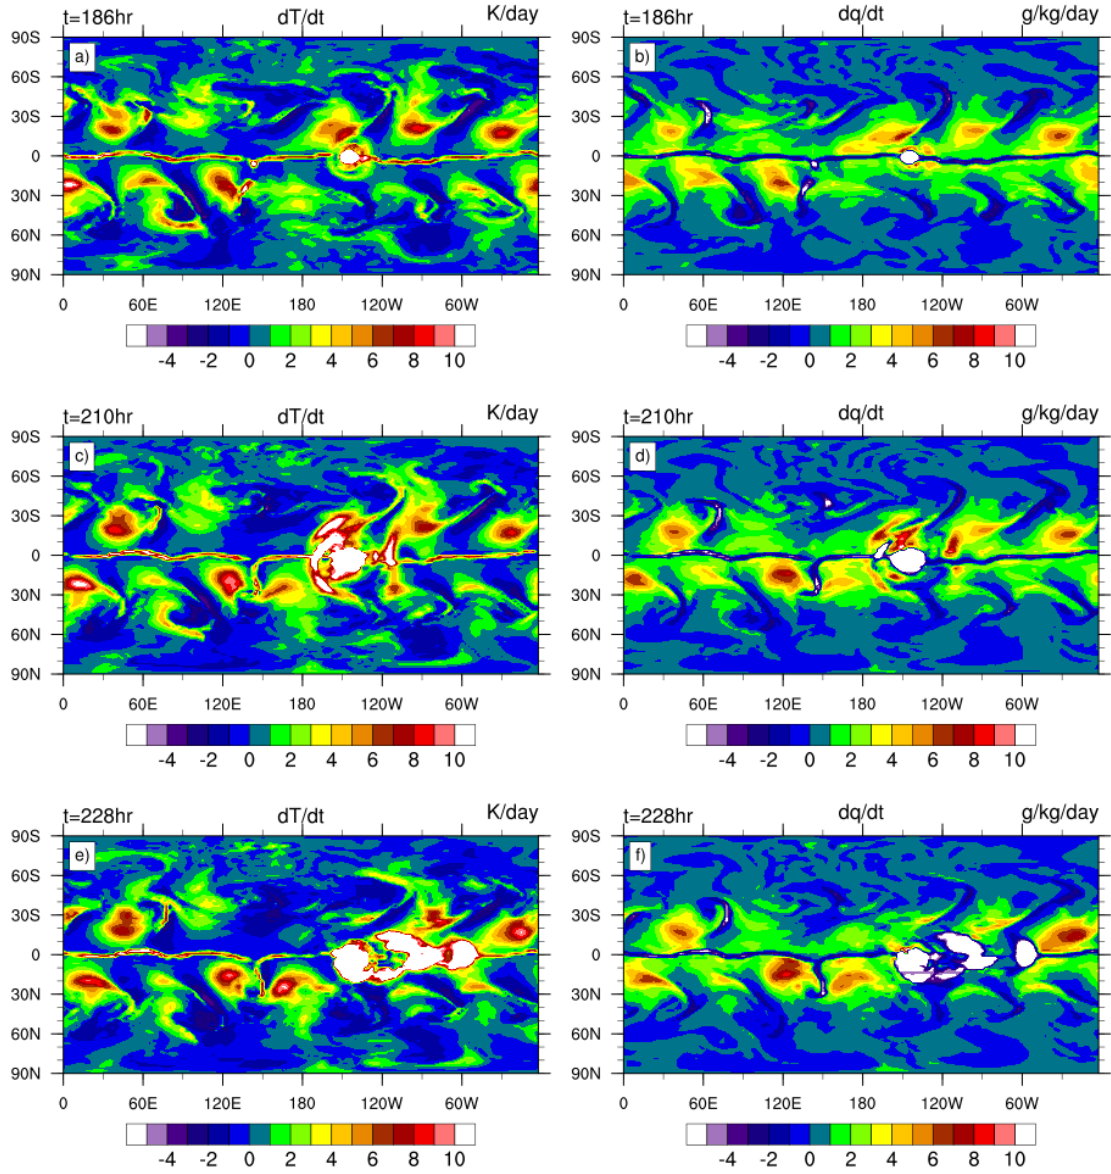 t=186hr dT/dt K/day
a)
90S
60S
30S
0
30N
60N
90N
0 60E 120E 180 120W 60W
-4 -2 0 2 4 6 8 10
t=186hr dq/dt g/kg/day
b)
90S
60S
30S
0
30N
60N
90N
0 60E 120E 180 120W 60W
-4 -2 0 2 4 6 8 10
t=210hr dT/dt K/day
c)
90S
60S
30S
0
30N
60N
90N
0 60E 120E 180 120W 60W
-4 -2 0 2 4 6 8 10
t=210hr dq/dt g/kg/day
d)
90S
60S
30S
0
30N
60N
90N
0 60E 120E 180 120W 60W
-4 -2 0 2 4 6 8 10
t=228hr dT/dt K/day
e)
90S
60S
30S
0
30N
60N
90N
0 60E 120E 180 120W 60W
-4 -2 0 2 4 6 8 10
t=228hr dq/dt g/kg/day
f)
90S
60S
30S
0
30N
60N
90N
0 60E 120E 180 120W 60W
-4 -2 0 2 4 6 8 10